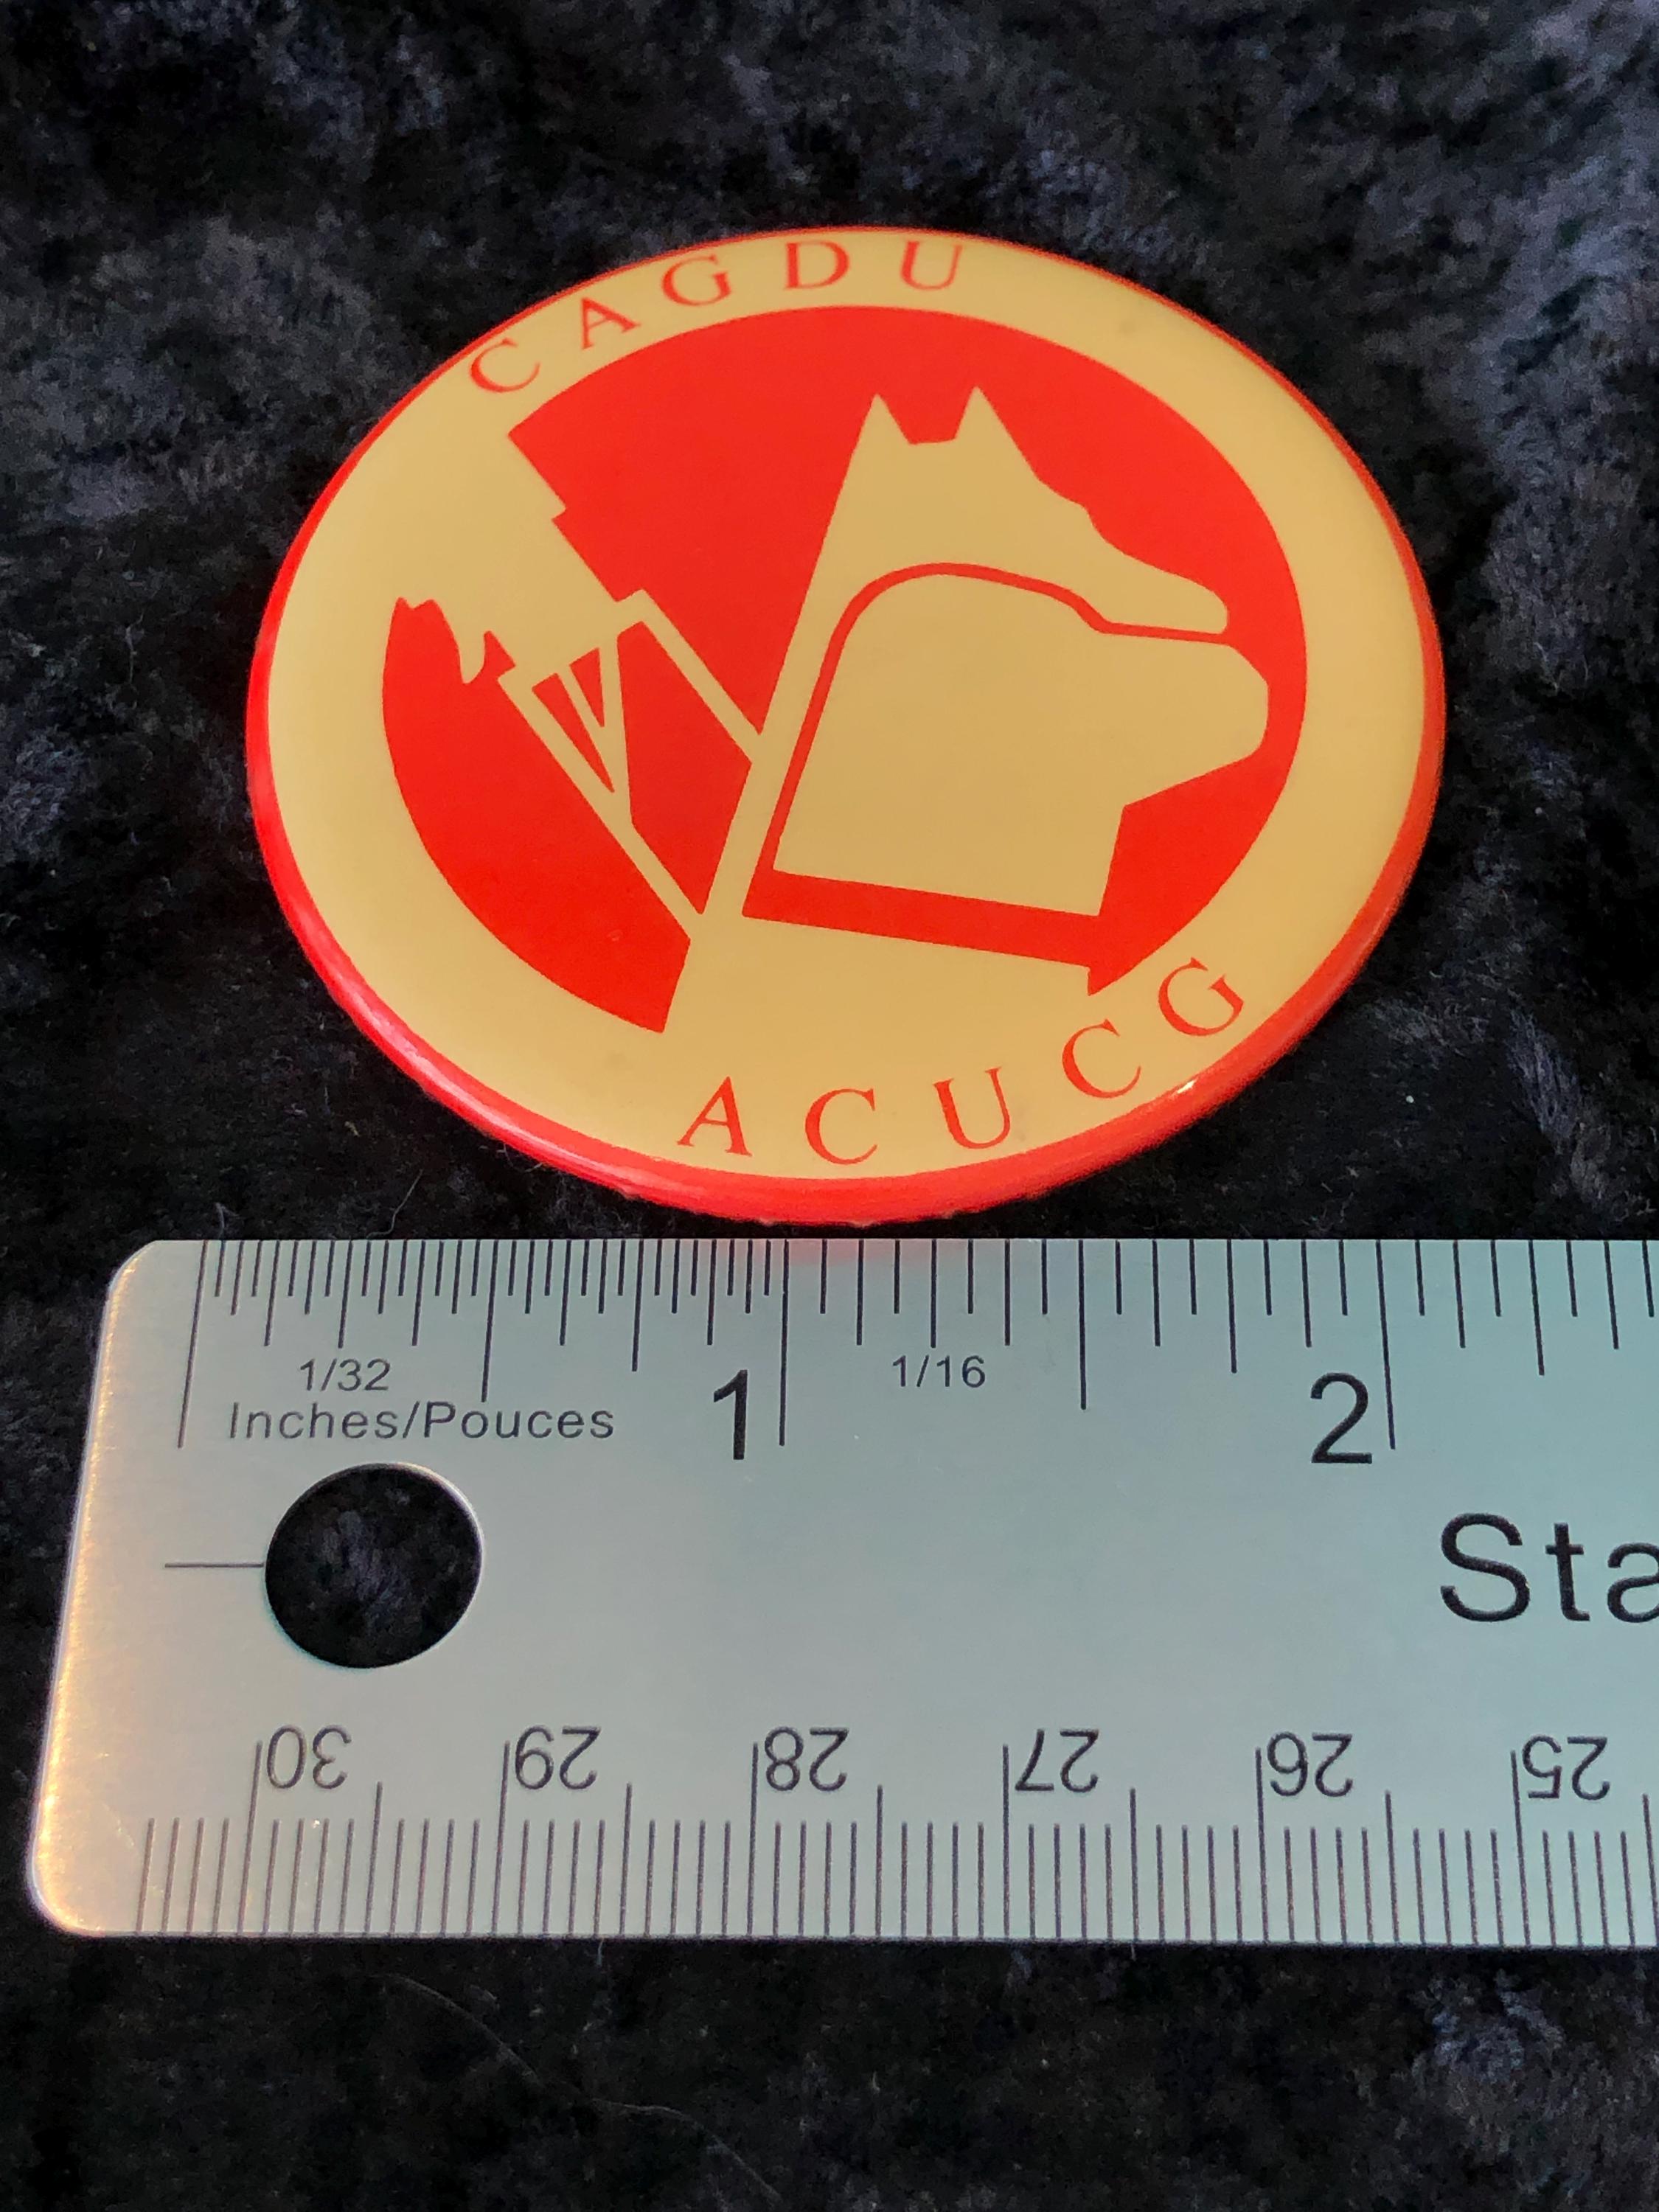 CAGDU
ACUCG
1/32
1
1/16
2
Inches/Pouces
Sta
30 29 28 27 26 25